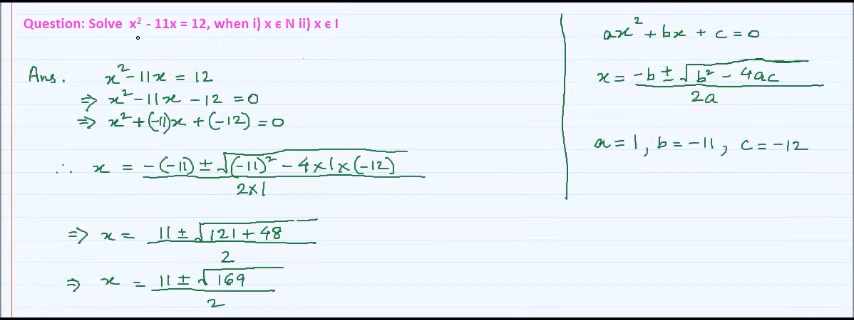 Question: Solve x² - 11x = 12, when i) x ϵ N ii) x ϵ I
Ans. x² - 11x = 12
⇒ x² - 11x - 12 = 0
⇒ x² + (-11)x + (-12) = 0
∴ x = -(-11) ± √(-11)² - 4 × 1 × (-12)
2×1
⇒ x = 11 ± √121 + 48
2
⇒ x = 11 ± √169
2
ax² + bx + c = 0
x = -b ± √b² - 4ac
2a
a = 1, b = -11, c = -12